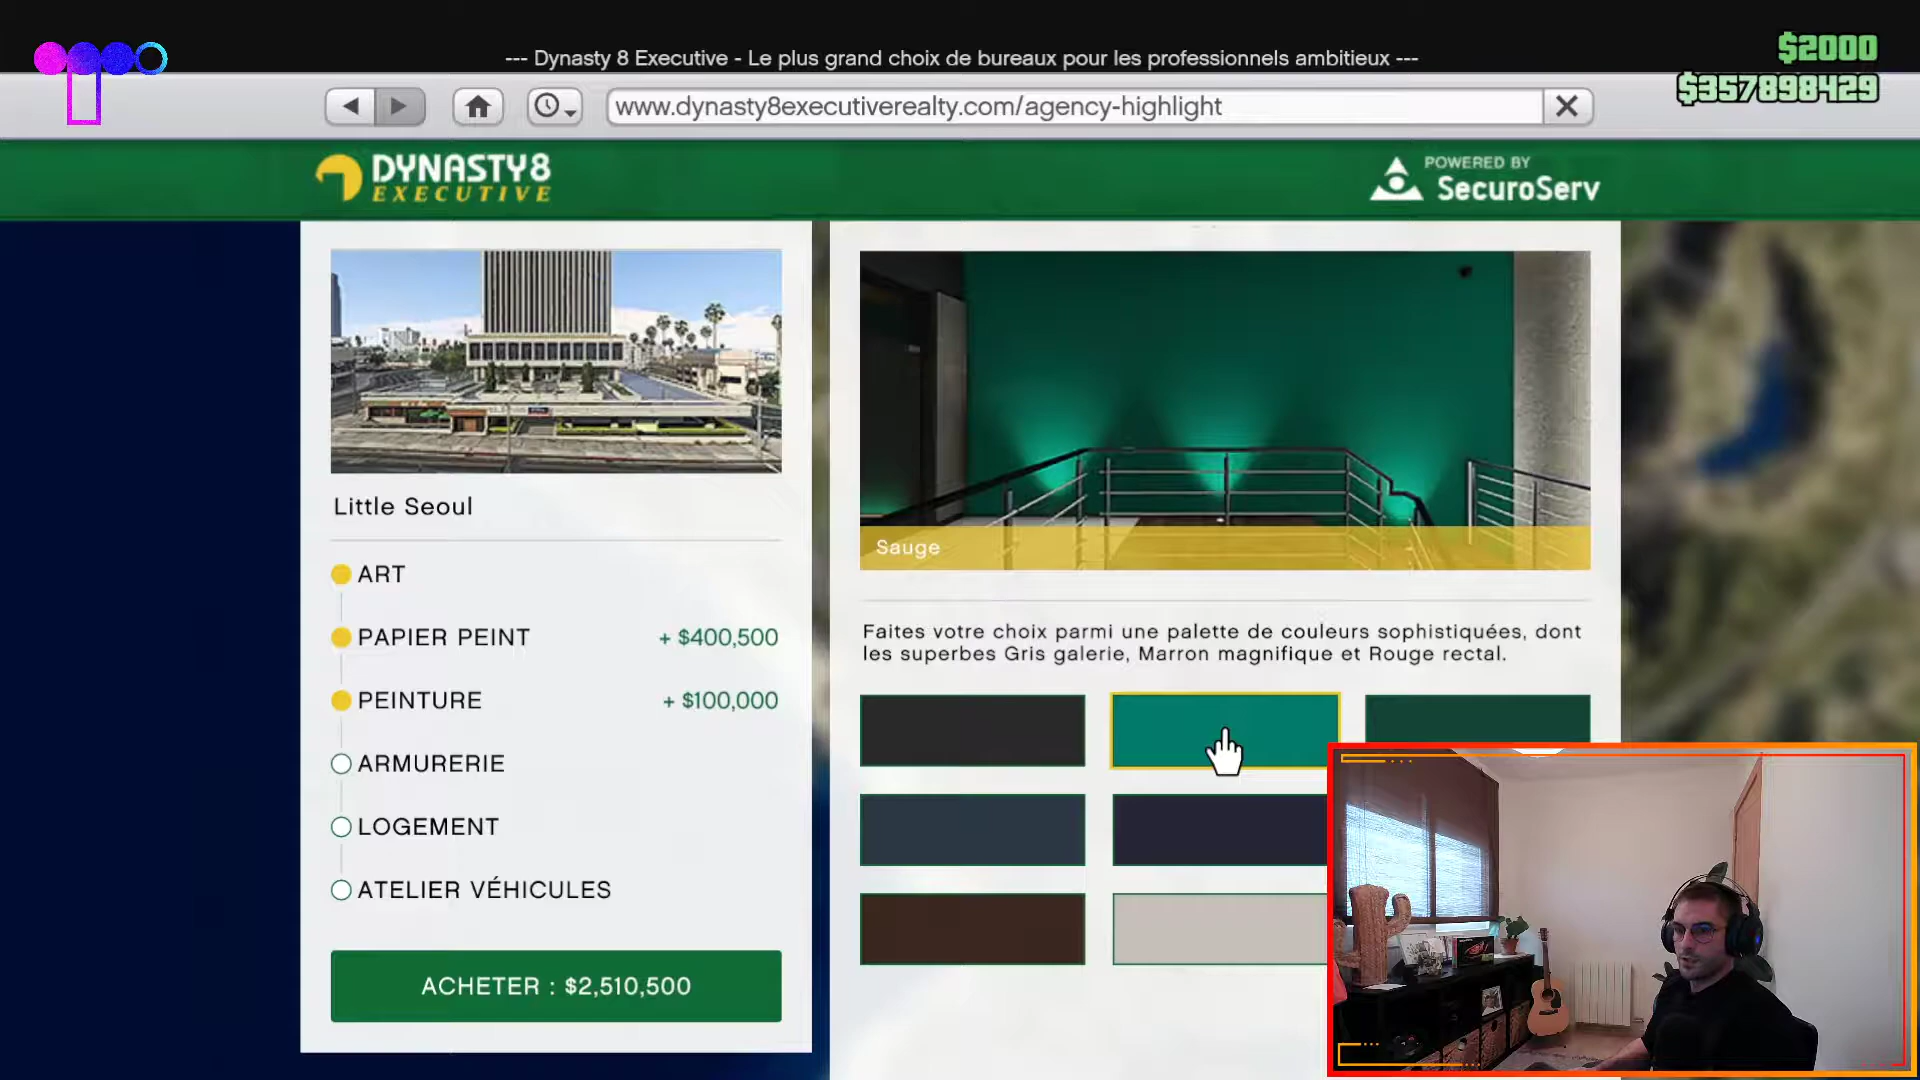 --- Dynasty 8 Executive - Le plus grand choix de bureaux pour les professionnels ambitieux ---
$2000
$357898429
www.dynasty8executiverealty.com/agency-highlight
DYNASTY8
EXECUTIVE
POWERED BY
SecuroServ
Little Seoul
ART
PAPIER PEINT + $400,500
PEINTURE + $100,000
ARMURERIE
LOGEMENT
ATELIER VÉHICULES
ACHETER : $2,510,500
Sauge
Faites votre choix parmi une palette de couleurs sophistiquées, dont
les superbes Gris galerie, Marron magnifique et Rouge rectal.